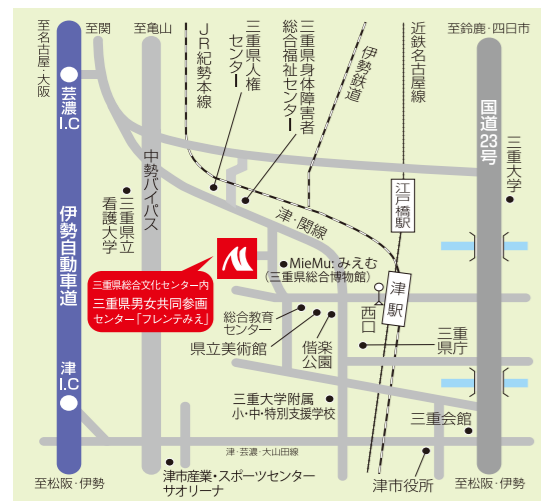 至関
至亀山
至鈴鹿・四日市
至名古屋・大阪
芸濃
I.C
JR紀勢本線
三重県人権
センター
三重県身体障害者
総合福祉センター
伊勢鉄道
近鉄名古屋線
国道23号
三重大学
中勢バイパス
三重県立
看護大学
江戸橋駅
津・関線
伊勢自動車道
MieMu:みえむ
(三重県総合博物館)
三重県総合文化センター内
三重県男女共同参画
センター「フレンテみえ」
津駅
西口
総合教育
センター
県立美術館
偕楽
公園
三重
県庁
津
I.C
三重大学附属
小・中・特別支援学校
三重会館
津・芸濃・大山田線
津市産業・スポーツセンター
サオリーナ
津市役所
至松阪・伊勢
至松阪・伊勢